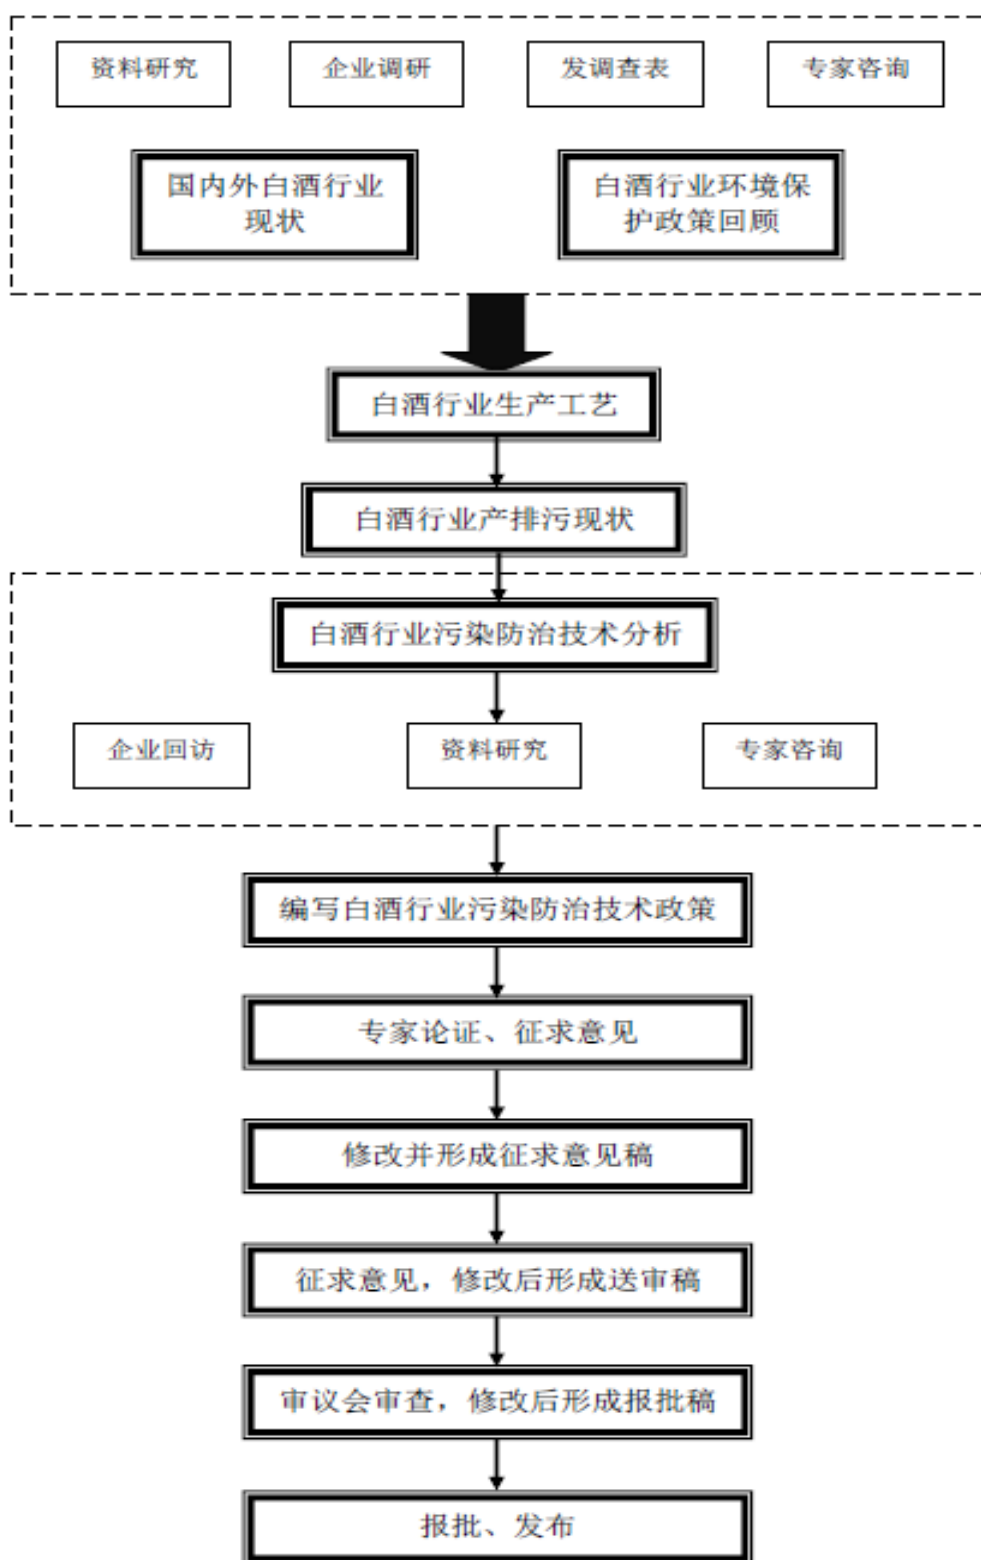 资料研究
企业调研
发调查表
专家咨询
国内外白酒行业
现状
白酒行业环境保
护政策回顾
白酒行业生产工艺
白酒行业产排污现状
白酒行业污染防治技术分析
企业回访
资料研究
专家咨询
编写白酒行业污染防治技术政策
专家论证、征求意见
修改并形成征求意见稿
征求意见，修改后形成送审稿
审议会审查，修改后形成报批稿
报批、发布